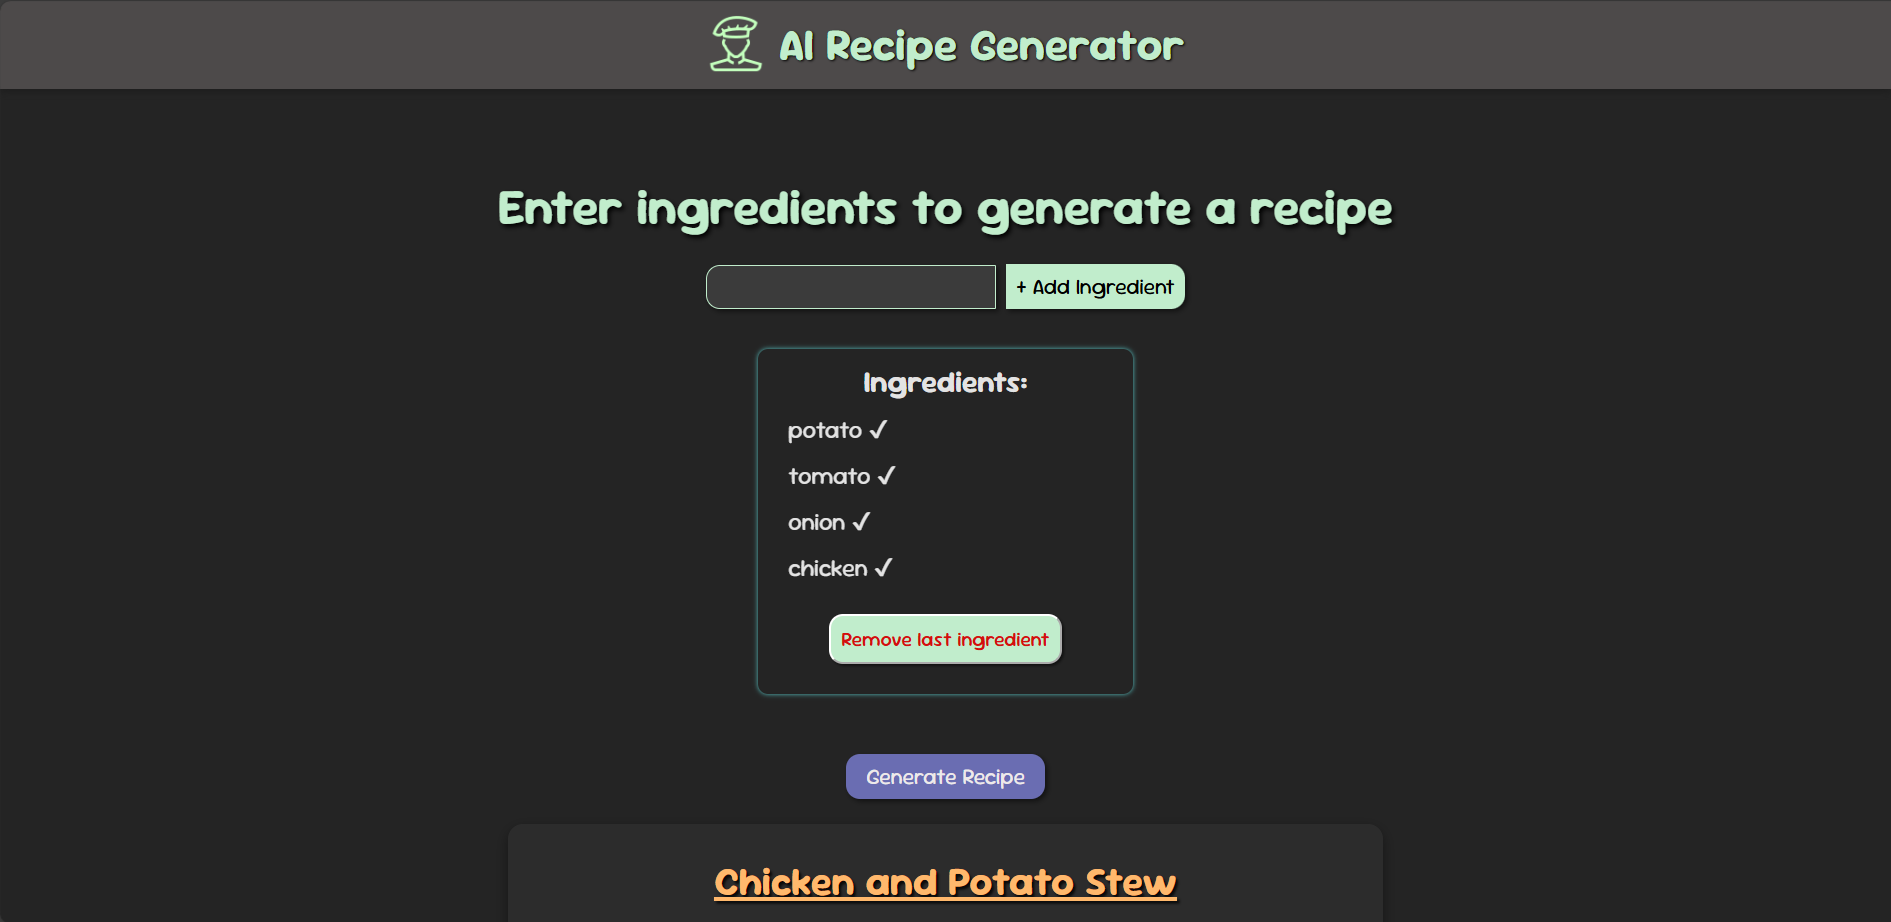 AI Recipe Generator
Enter ingredients to generate a recipe
+ Add Ingredient
Ingredients:
potato ✓
tomato ✓
onion ✓
chicken ✓
Remove last ingredient
Generate Recipe
Chicken and Potato Stew